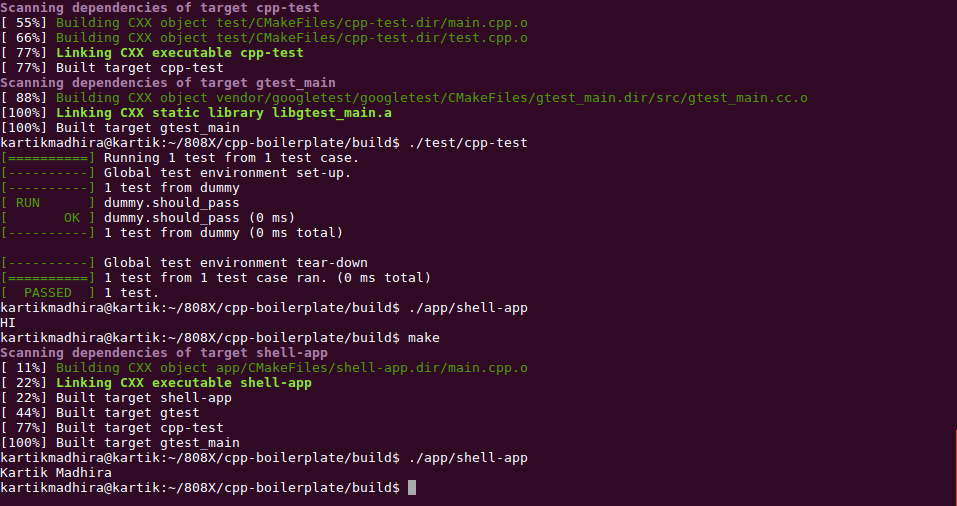 Scanning dependencies of target cpp-test
[ 55%] Building CXX object test/CMakeFiles/cpp-test.dir/main.cpp.o
[ 66%] Building CXX object test/CMakeFiles/cpp-test.dir/test.cpp.o
[ 77%] Linking CXX executable cpp-test
[ 77%] Built target cpp-test
Scanning dependencies of target gtest_main
[ 88%] Building CXX object vendor/googletest/googletest/CMakeFiles/gtest_main.dir/src/gtest_main.cc.o
[100%] Linking CXX static library libgtest_main.a
[100%] Built target gtest_main
kartikmadhira@kartik:~/808X/cpp-boilerplate/build$ ./test/cpp-test
[==========] Running 1 test from 1 test case.
[----------] Global test environment set-up.
[----------] 1 test from dummy
[ RUN      ] dummy.should_pass
[       OK ] dummy.should_pass (0 ms)
[----------] 1 test from dummy (0 ms total)

[----------] Global test environment tear-down
[==========] 1 test from 1 test case ran. (0 ms total)
[  PASSED  ] 1 test.
kartikmadhira@kartik:~/808X/cpp-boilerplate/build$ ./app/shell-app
HI
kartikmadhira@kartik:~/808X/cpp-boilerplate/build$ make
Scanning dependencies of target shell-app
[ 11%] Building CXX object app/CMakeFiles/shell-app.dir/main.cpp.o
[ 22%] Linking CXX executable shell-app
[ 22%] Built target shell-app
[ 44%] Built target gtest
[ 77%] Built target cpp-test
[100%] Built target gtest_main
kartikmadhira@kartik:~/808X/cpp-boilerplate/build$ ./app/shell-app
Kartik Madhira
kartikmadhira@kartik:~/808X/cpp-boilerplate/build$